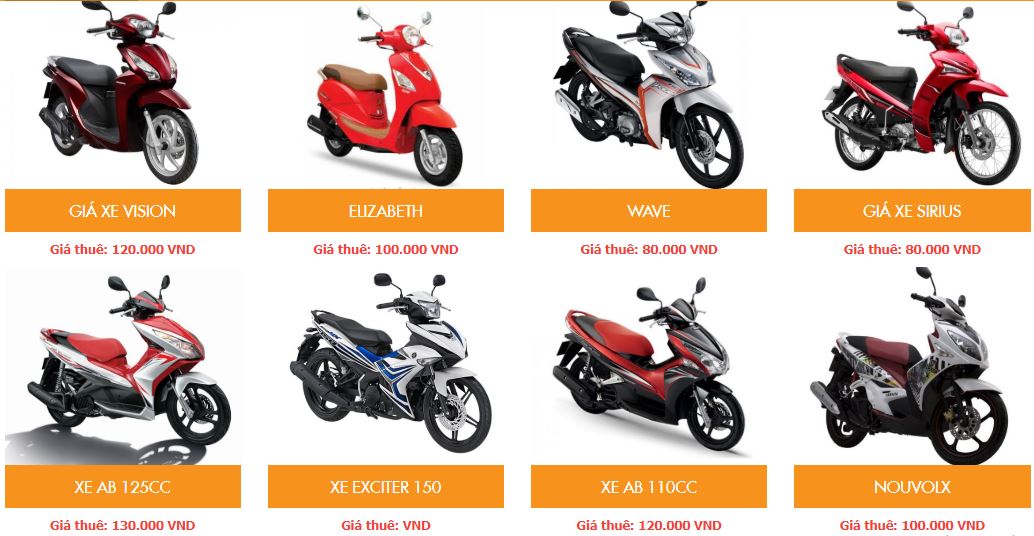 GIÁ XE VISION
ELIZABETH
WAVE
GIÁ XE SIRIUS
Giá thuê: 120.000 VND
Giá thuê: 100.000 VND
Giá thuê: 80.000 VND
Giá thuê: 80.000 VND
XE AB 125CC
XE EXCITER 150
XE AB 110CC
NOUVOLX
Giá thuê: 130.000 VND
Giá thuê: VND
Giá thuê: 120.000 VND
Giá thuê: 100.000 VND